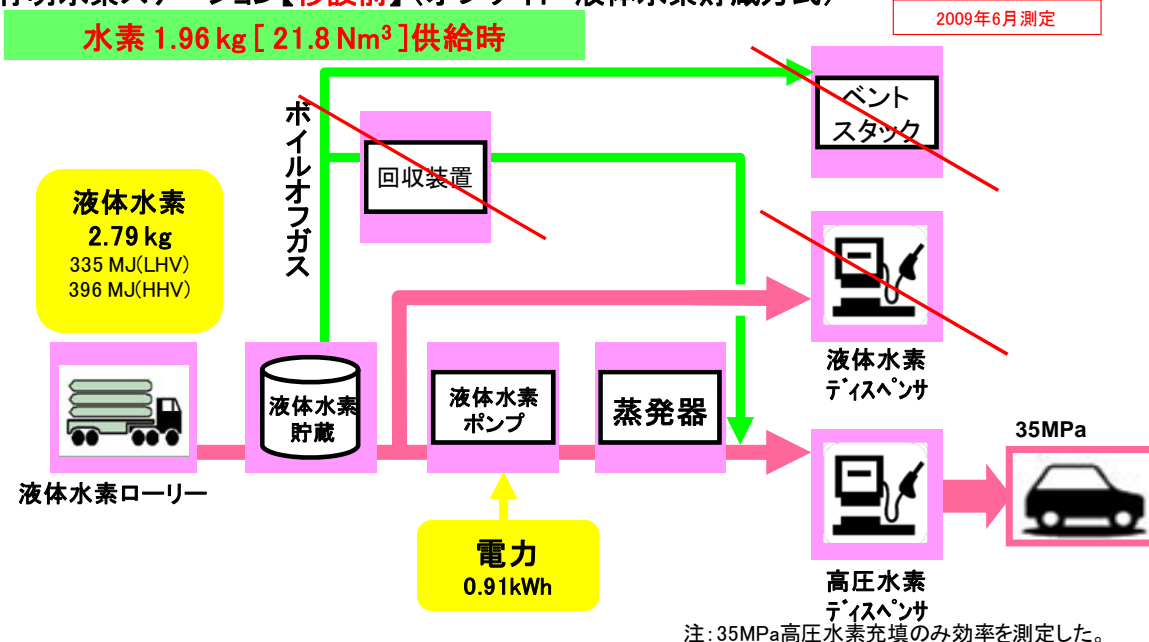 2009年6月測定
水素 1.96 kg [ 21.8 Nm³ ]供給時
ベント
スタック
ボイルオフガス
回収装置
液体水素
2.79 kg
335 MJ(LHV)
396 MJ(HHV)
液体水素
ディスペンサ
液体水素
貯蔵
液体水素
ポンプ
蒸発器
35MPa
液体水素ローリー
電力
0.91kWh
高圧水素
ディスペンサ
注:35MPa高圧水素充填のみ効率を測定した。